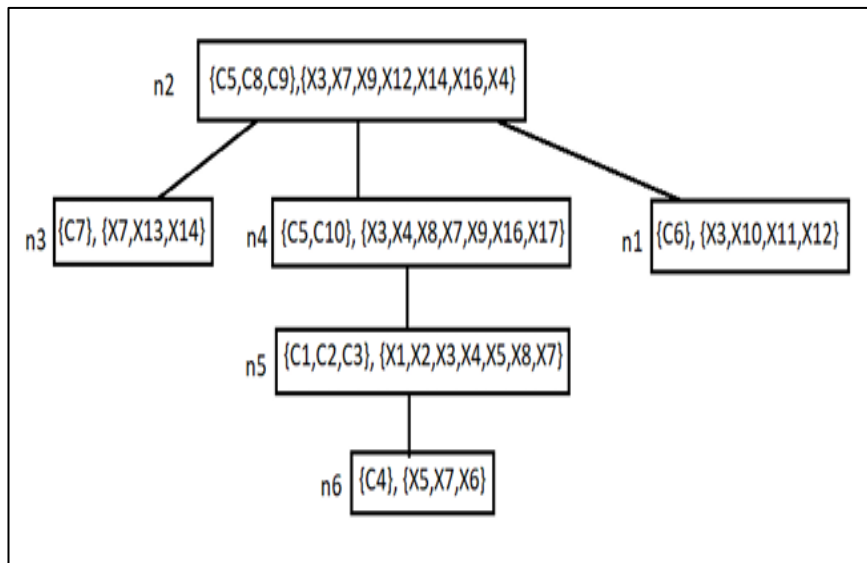 n2 {C5,C8,C9},{X3,X7,X9,X12,X14,X16,X4}
n3 {C7}, {X7,X13,X14}
n4 {C5,C10}, {X3,X4,X8,X7,X9,X16,X17}
n1 {C6}, {X3,X10,X11,X12}
n5 {C1,C2,C3}, {X1,X2,X3,X4,X5,X8,X7}
n6 {C4}, {X5,X7,X6}